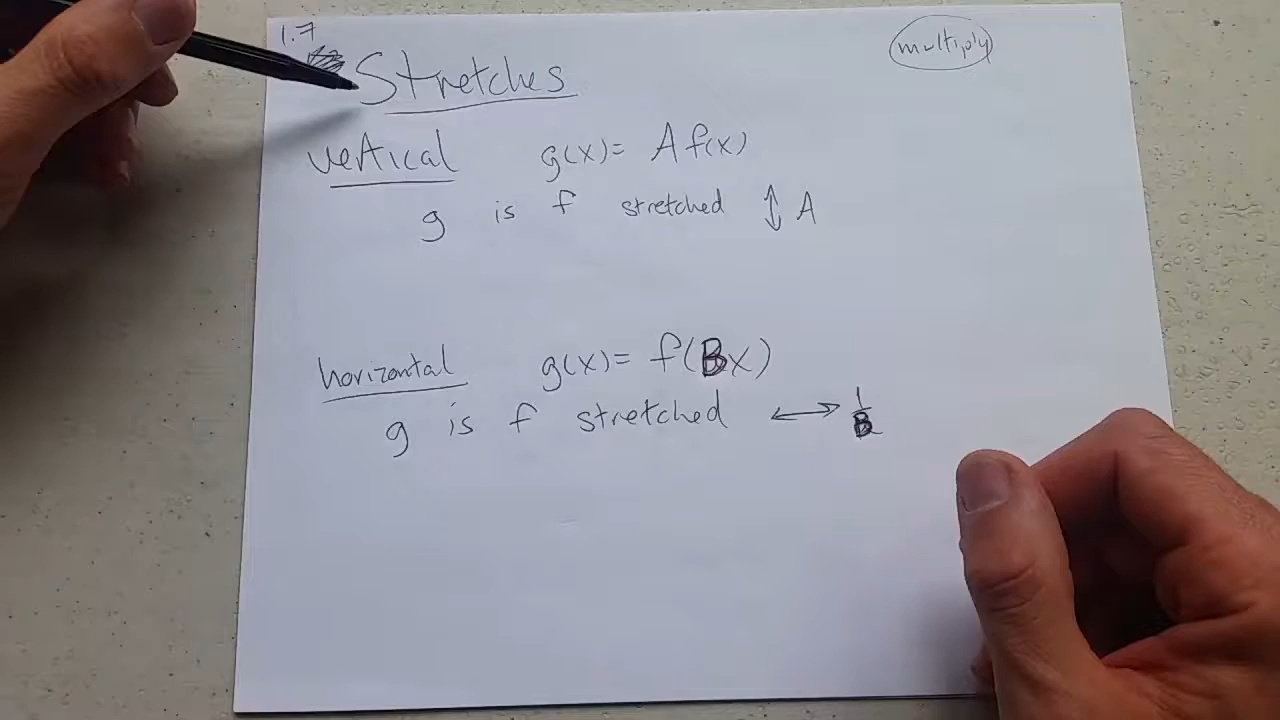 1.7
multiply
Stretches
vertical g(x)= A f(x)
g is f stretched ↕ A
horizontal g(x)= f(Bx)
g is f stretched ↔ 1/B